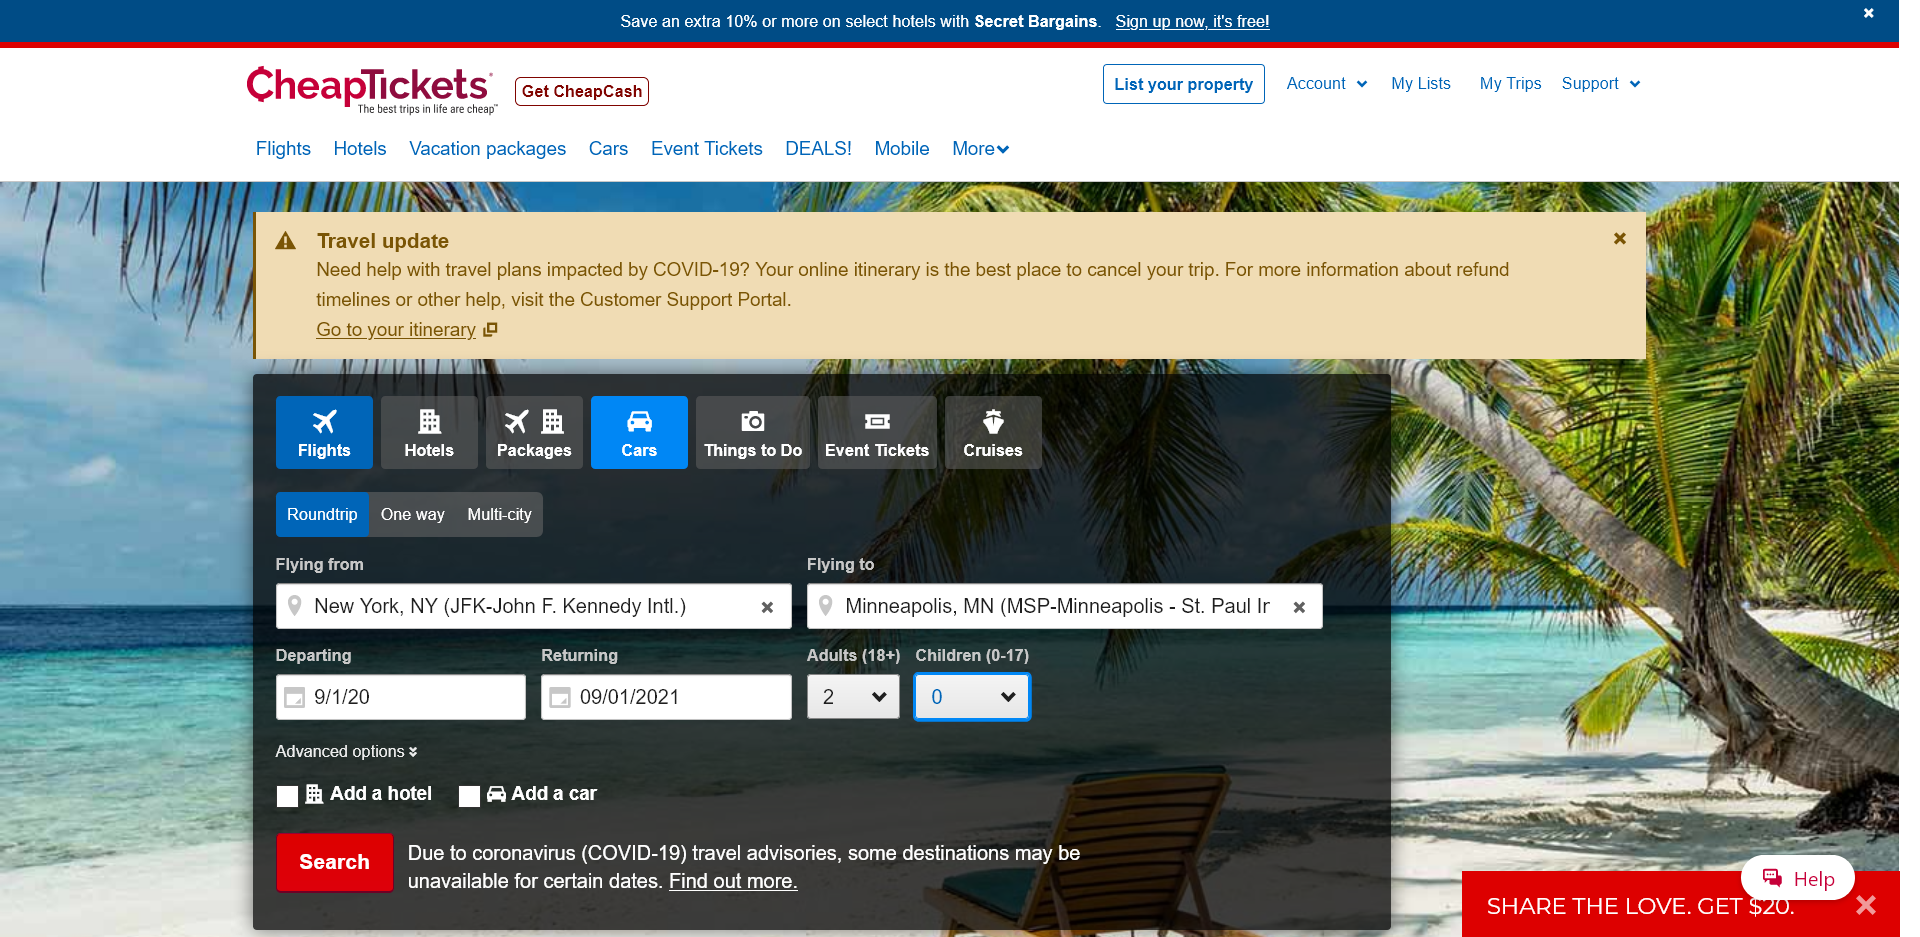 Save an extra 10% or more on select hotels with Secret Bargains. Sign up now, it's free!
CheapTickets
The best trips in life are cheap™
Get CheapCash
List your property
Account
My Lists
My Trips
Support
Flights
Hotels
Vacation packages
Cars
Event Tickets
DEALS!
Mobile
More
Travel update
Need help with travel plans impacted by COVID-19? Your online itinerary is the best place to cancel your trip. For more information about refund
timelines or other help, visit the Customer Support Portal.
Go to your itinerary
Flights
Hotels
Packages
Cars
Things to Do
Event Tickets
Cruises
Roundtrip
One way
Multi-city
Flying from
Flying to
New York, NY (JFK-John F. Kennedy Intl.)
Minneapolis, MN (MSP-Minneapolis - St. Paul Ir
Departing
Returning
Adults (18+)
Children (0-17)
9/1/20
09/01/2021
2
0
Advanced options
Add a hotel
Add a car
Search
Due to coronavirus (COVID-19) travel advisories, some destinations may be
unavailable for certain dates. Find out more.
Help
SHARE THE LOVE. GET $20.